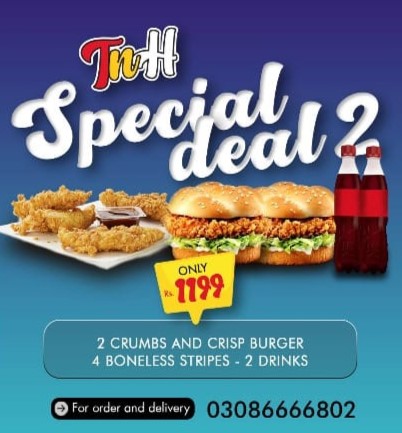 TnH
Special
deal 2
ONLY
Rs. 1199
2 CRUMBS AND CRISP BURGER
4 BONELESS STRIPES - 2 DRINKS
For order and delivery 03086666802